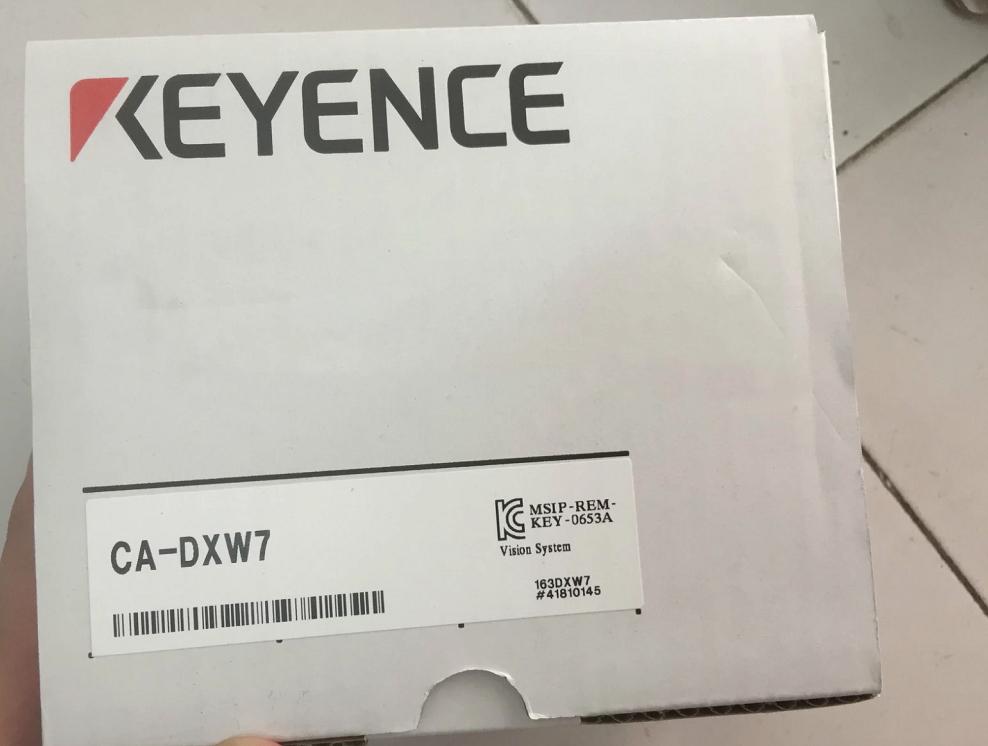 KEYENCE
CA-DXW7
MSIP-REM-
KEY-0653A
Vision System
163DXW7
#41810145